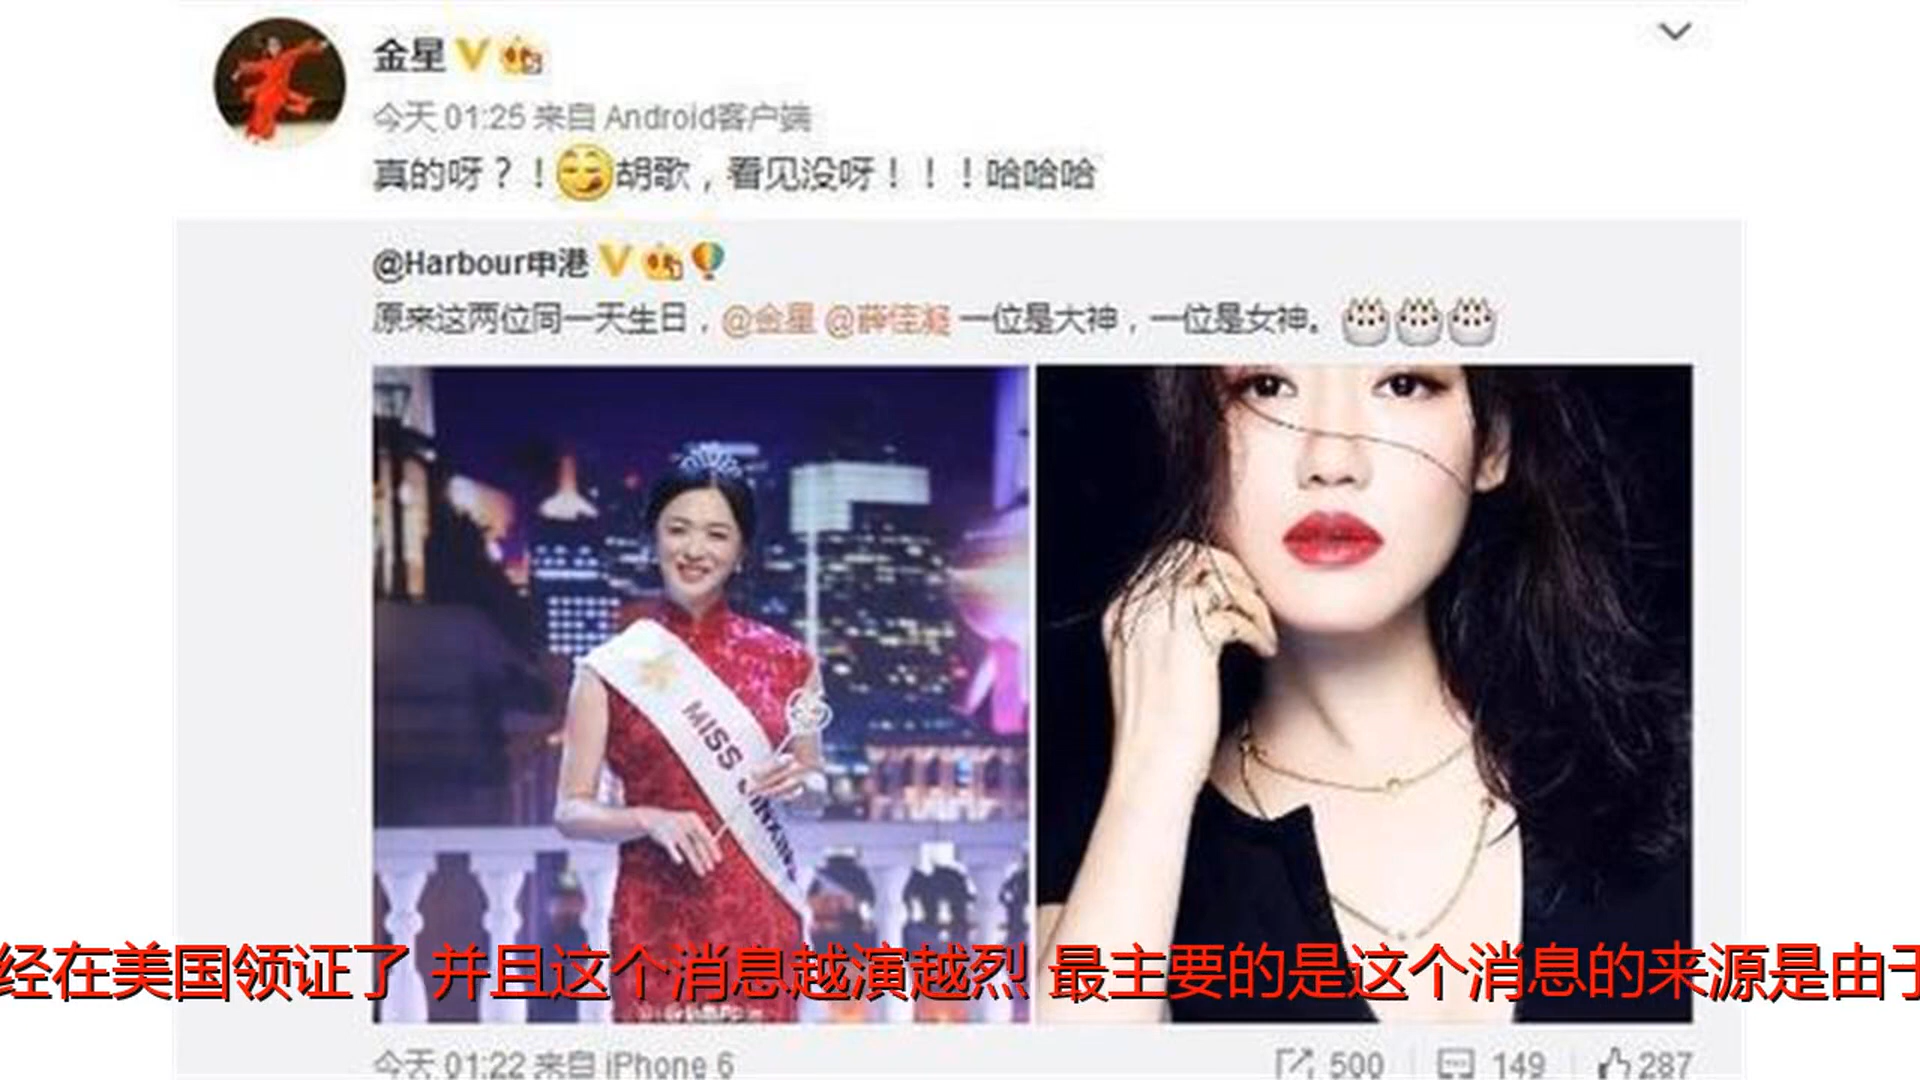 金星
今天 01:25 来自 Android客户端
真的呀？！胡歌，看见没呀！！！哈哈哈
@Harbour申港
原来这两位同一天生日，@金星 @薛佳凝 一位是大神，一位是女神。
MISS JINXING
经在美国领证了 并且这个消息越演越烈 最主要的是这个消息的来源是由于
今天 01:22 来自 iPhone 6
500
149
287